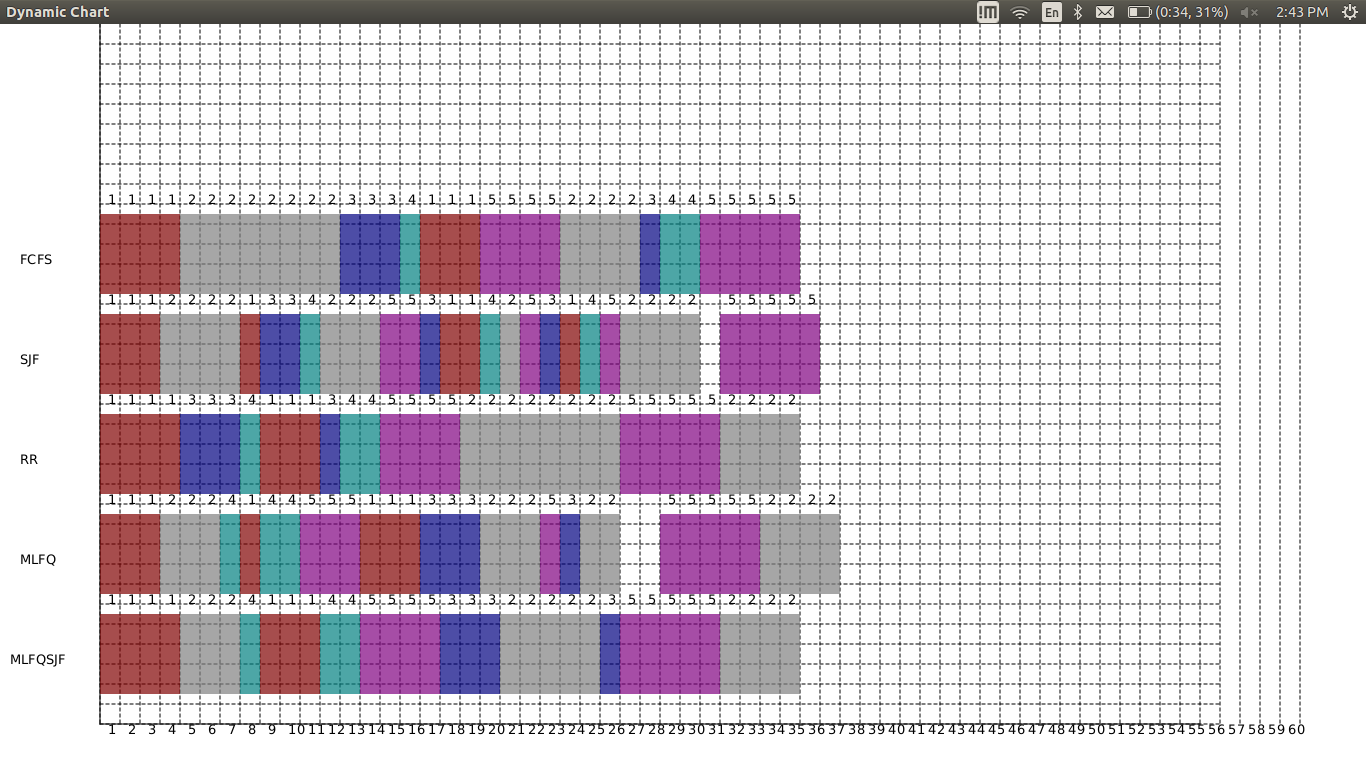 Dynamic Chart En (0:34, 31%) 2:43 PM
1 1 1 1 2 2 2 2 2 2 2 2 3 3 3 4 1 1 1 5 5 5 5 2 2 2 2 3 4 4 5 5 5 5 5
FCFS
1 1 1 2 2 2 2 1 3 3 4 2 2 2 5 5 3 1 1 4 2 5 3 1 4 5 2 2 2 2 5 5 5 5 5
SJF
1 1 1 1 3 3 3 4 1 1 1 3 4 4 5 5 5 5 2 2 2 2 2 2 2 2 5 5 5 5 5 2 2 2 2
RR
1 1 1 2 2 2 4 1 4 4 5 5 5 1 1 1 3 3 3 2 2 2 5 3 2 2 5 5 5 5 5 2 2 2 2
MLFQ
1 1 1 1 2 2 2 4 1 1 1 4 4 5 5 5 5 3 3 3 2 2 2 2 2 3 5 5 5 5 5 2 2 2 2
MLFQSJF
1 2 3 4 5 6 7 8 9 10 11 12 13 14 15 16 17 18 19 20 21 22 23 24 25 26 27 28 29 30 31 32 33 34 35 36 37 38 39 40 41 42 43 44 45 46 47 48 49 50 51 52 53 54 55 56 57 58 59 60